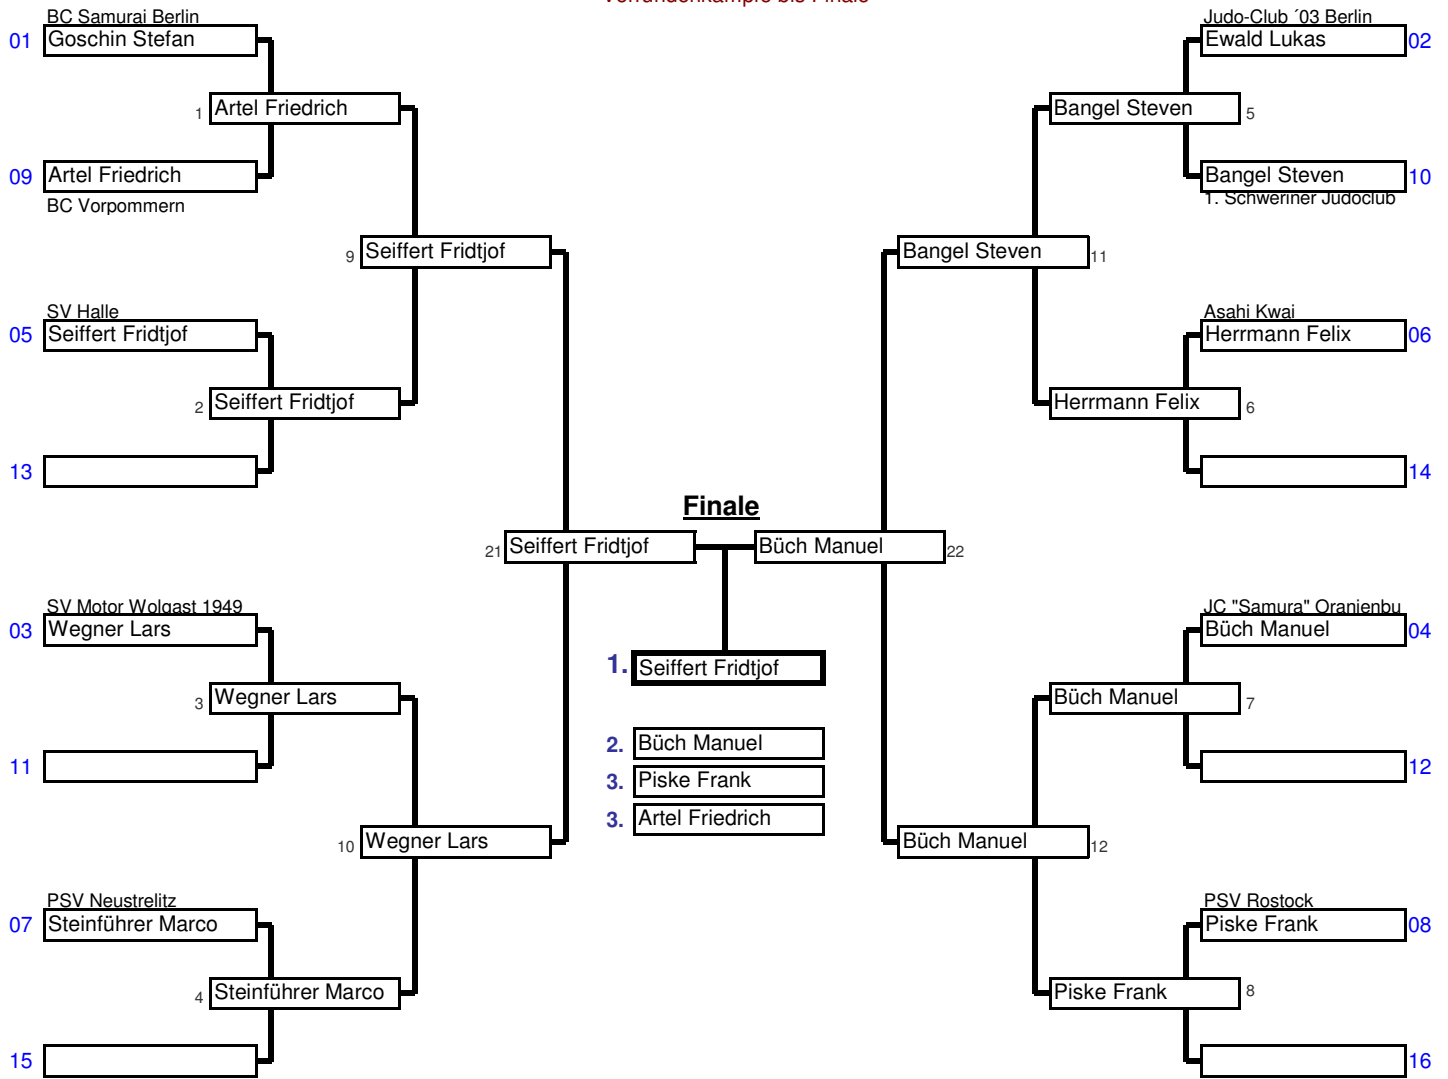 Vorrundenkämpfe bis Finale
BC Samurai Berlin
01 Goschin Stefan
1 Artel Friedrich
09 Artel Friedrich
BC Vorpommern
9 Seiffert Fridtjof
SV Halle
05 Seiffert Fridtjof
2 Seiffert Fridtjof
13
21 Seiffert Fridtjof
SV Motor Wolgast 1949
03 Wegner Lars
3 Wegner Lars
11
10 Wegner Lars
PSV Neustrelitz
07 Steinführer Marco
4 Steinführer Marco
15
Finale
1. Seiffert Fridtjof
2. Büch Manuel
3. Piske Frank
3. Artel Friedrich
Judo-Club ´03 Berlin
Ewald Lukas 02
Bangel Steven 5
Bangel Steven 10
1. Schweriner Judoclub
Bangel Steven 11
Asahi Kwai
Herrmann Felix 06
Herrmann Felix 6
14
Büch Manuel 22
JC "Samura" Oranienbu
Büch Manuel 04
Büch Manuel 7
12
Büch Manuel 12
PSV Rostock
Piske Frank 08
Piske Frank 8
16